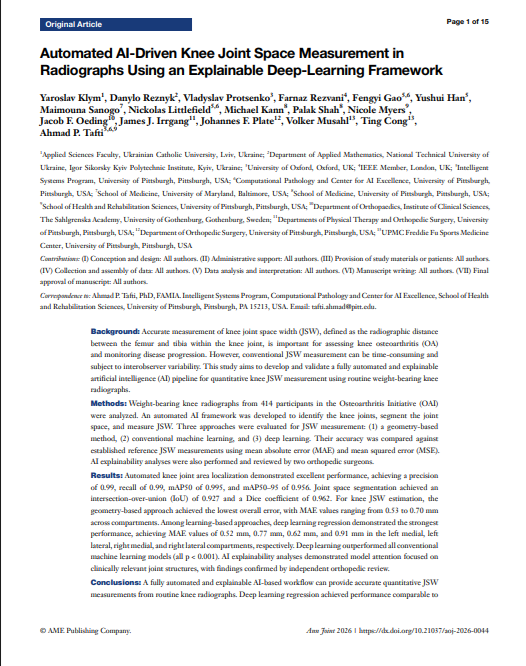 Original Article
Page 1 of 15
Automated AI-Driven Knee Joint Space Measurement in
Radiographs Using an Explainable Deep-Learning Framework
Yaroslav Klym1, Danylo Reznyk2, Vladyslav Protsenko3, Farnaz Rezvani4, Fengyi Gao5,6, Yushui Han5,
Maimouna Sanogo7, Nickolas Littlefield5,6, Michael Kann8, Palak Shah8, Nicole Myers9,
Jacob F. Oeding10, James J. Irrgang11, Johannes F. Plate12, Volker Musahl13, Ting Cong13,
Ahmad P. Tafti5,6,9
1Applied Sciences Faculty, Ukrainian Catholic University, Lviv, Ukraine; 2Department of Applied Mathematics, National Technical University of
Ukraine, Igor Sikorsky Kyiv Polytechnic Institute, Kyiv, Ukraine; 3University of Oxford, Oxford, UK; 4IEEE Member, London, UK; 5Intelligent
Systems Program, University of Pittsburgh, Pittsburgh, USA; 6Computational Pathology and Center for AI Excellence, University of Pittsburgh,
Pittsburgh, USA; 7School of Medicine, University of Maryland, Baltimore, USA; 8School of Medicine, University of Pittsburgh, Pittsburgh, USA;
9School of Health and Rehabilitation Sciences, University of Pittsburgh, Pittsburgh, USA; 10Department of Orthopaedics, Institute of Clinical Sciences,
The Sahlgrenska Academy, University of Gothenburg, Gothenburg, Sweden; 11Departments of Physical Therapy and Orthopedic Surgery, University
of Pittsburgh, Pittsburgh, USA; 12Department of Orthopedic Surgery, University of Pittsburgh, Pittsburgh, USA; 13UPMC Freddie Fu Sports Medicine
Center, University of Pittsburgh, Pittsburgh, USA
Contributions: (I) Conception and design: All authors. (II) Administrative support: All authors. (III) Provision of study materials or patients: All authors.
(IV) Collection and assembly of data: All authors. (V) Data analysis and interpretation: All authors. (VI) Manuscript writing: All authors. (VII) Final
approval of manuscript: All authors.
Correspondence to: Ahmad P. Tafti, PhD, FAMIA. Intelligent Systems Program, Computational Pathology and Center for AI Excellence, School of Health
and Rehabilitation Sciences, University of Pittsburgh, Pittsburgh, PA 15213, USA. Email: tafti.ahmad@pitt.edu.
Background: Accurate measurement of knee joint space width (JSW), defined as the radiographic distance
between the femur and tibia within the knee joint, is important for assessing knee osteoarthritis (OA)
and monitoring disease progression. However, conventional JSW measurement can be time-consuming and
subject to interobserver variability. This study aims to develop and validate a fully automated and explainable
artificial intelligence (AI) pipeline for quantitative knee JSW measurement using routine weight-bearing knee
radiographs.
Methods: Weight-bearing knee radiographs from 414 participants in the Osteoarthritis Initiative (OAI)
were analyzed. An automated AI framework was developed to identify the knee joints, segment the joint
space, and measure JSW. Three approaches were evaluated for JSW measurement: (1) a geometry-based
method, (2) conventional machine learning, and (3) deep learning. Their accuracy was compared against
established reference JSW measurements using mean absolute error (MAE) and mean squared error (MSE).
AI explainability analyses were also performed and reviewed by two orthopedic surgeons.
Results: Automated knee joint area localization demonstrated excellent performance, achieving a precision
of 0.99, recall of 0.99, mAP50 of 0.995, and mAP50–95 of 0.956. Joint space segmentation achieved an
intersection-over-union (IoU) of 0.927 and a Dice coefficient of 0.962. For knee JSW estimation, the
geometry-based approach achieved the lowest overall error, with MAE values ranging from 0.53 to 0.70 mm
across compartments. Among learning-based approaches, deep learning regression demonstrated the strongest
performance, achieving MAE values of 0.52 mm, 0.77 mm, 0.62 mm, and 0.91 mm in the left medial, left
lateral, right medial, and right lateral compartments, respectively. Deep learning outperformed all conventional
machine learning models (all p < 0.001). AI explainability analyses demonstrated model attention focused on
clinically relevant joint structures, with findings confirmed by independent orthopedic review.
Conclusions: A fully automated and explainable AI-based workflow can provide accurate quantitative JSW
measurements from routine knee radiographs. Deep learning regression achieved performance comparable to
© AME Publishing Company.
Ann Joint 2026 | https://dx.doi.org/10.21037/aoj-2026-0044